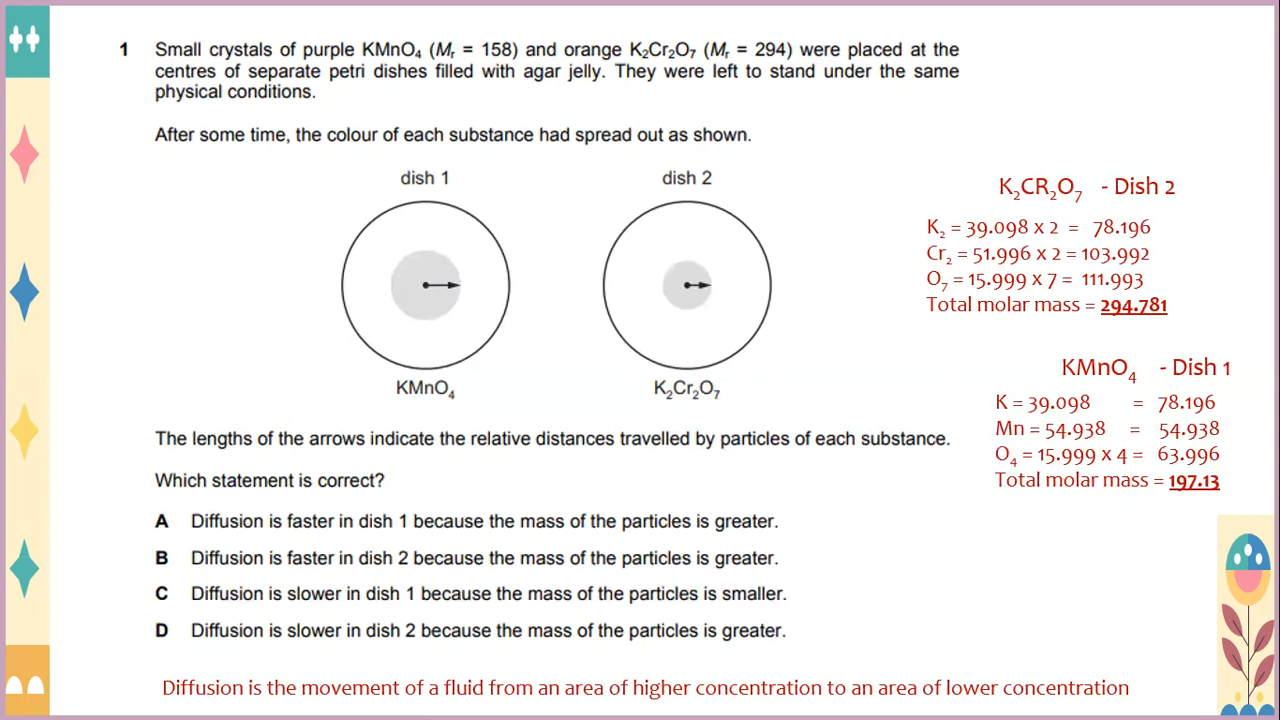 1 Small crystals of purple KMnO₄ (Mᵣ = 158) and orange K₂Cr₂O₇ (Mᵣ = 294) were placed at the
centres of separate petri dishes filled with agar jelly. They were left to stand under the same
physical conditions.
After some time, the colour of each substance had spread out as shown.
dish 1
dish 2
KMnO₄
K₂Cr₂O₇
The lengths of the arrows indicate the relative distances travelled by particles of each substance.
Which statement is correct?
A Diffusion is faster in dish 1 because the mass of the particles is greater.
B Diffusion is faster in dish 2 because the mass of the particles is greater.
C Diffusion is slower in dish 1 because the mass of the particles is smaller.
D Diffusion is slower in dish 2 because the mass of the particles is greater.
K₂CR₂O₇ - Dish 2
K₂ = 39.098 x 2 = 78.196
Cr₂ = 51.996 x 2 = 103.992
O₇ = 15.999 x 7 = 111.993
Total molar mass = 294.781
KMnO₄ - Dish 1
K = 39.098 = 78.196
Mn = 54.938 = 54.938
O₄ = 15.999 x 4 = 63.996
Total molar mass = 197.13
Diffusion is the movement of a fluid from an area of higher concentration to an area of lower concentration